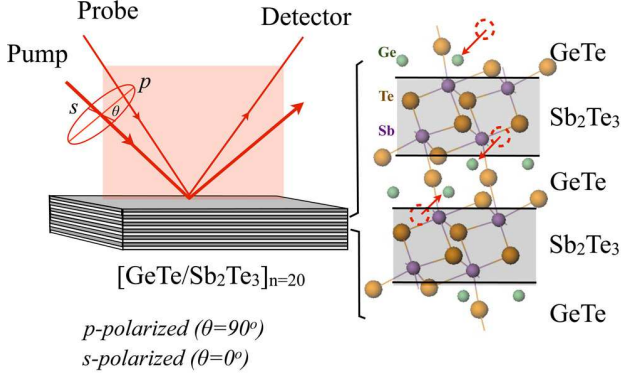 Probe
Detector
Pump
p
s
θ
[GeTe/Sb₂Te₃]n=20
p-polarized (θ=90º)
s-polarized (θ=0º)
Ge
Te
Sb
GeTe
Sb₂Te₃
GeTe
Sb₂Te₃
GeTe